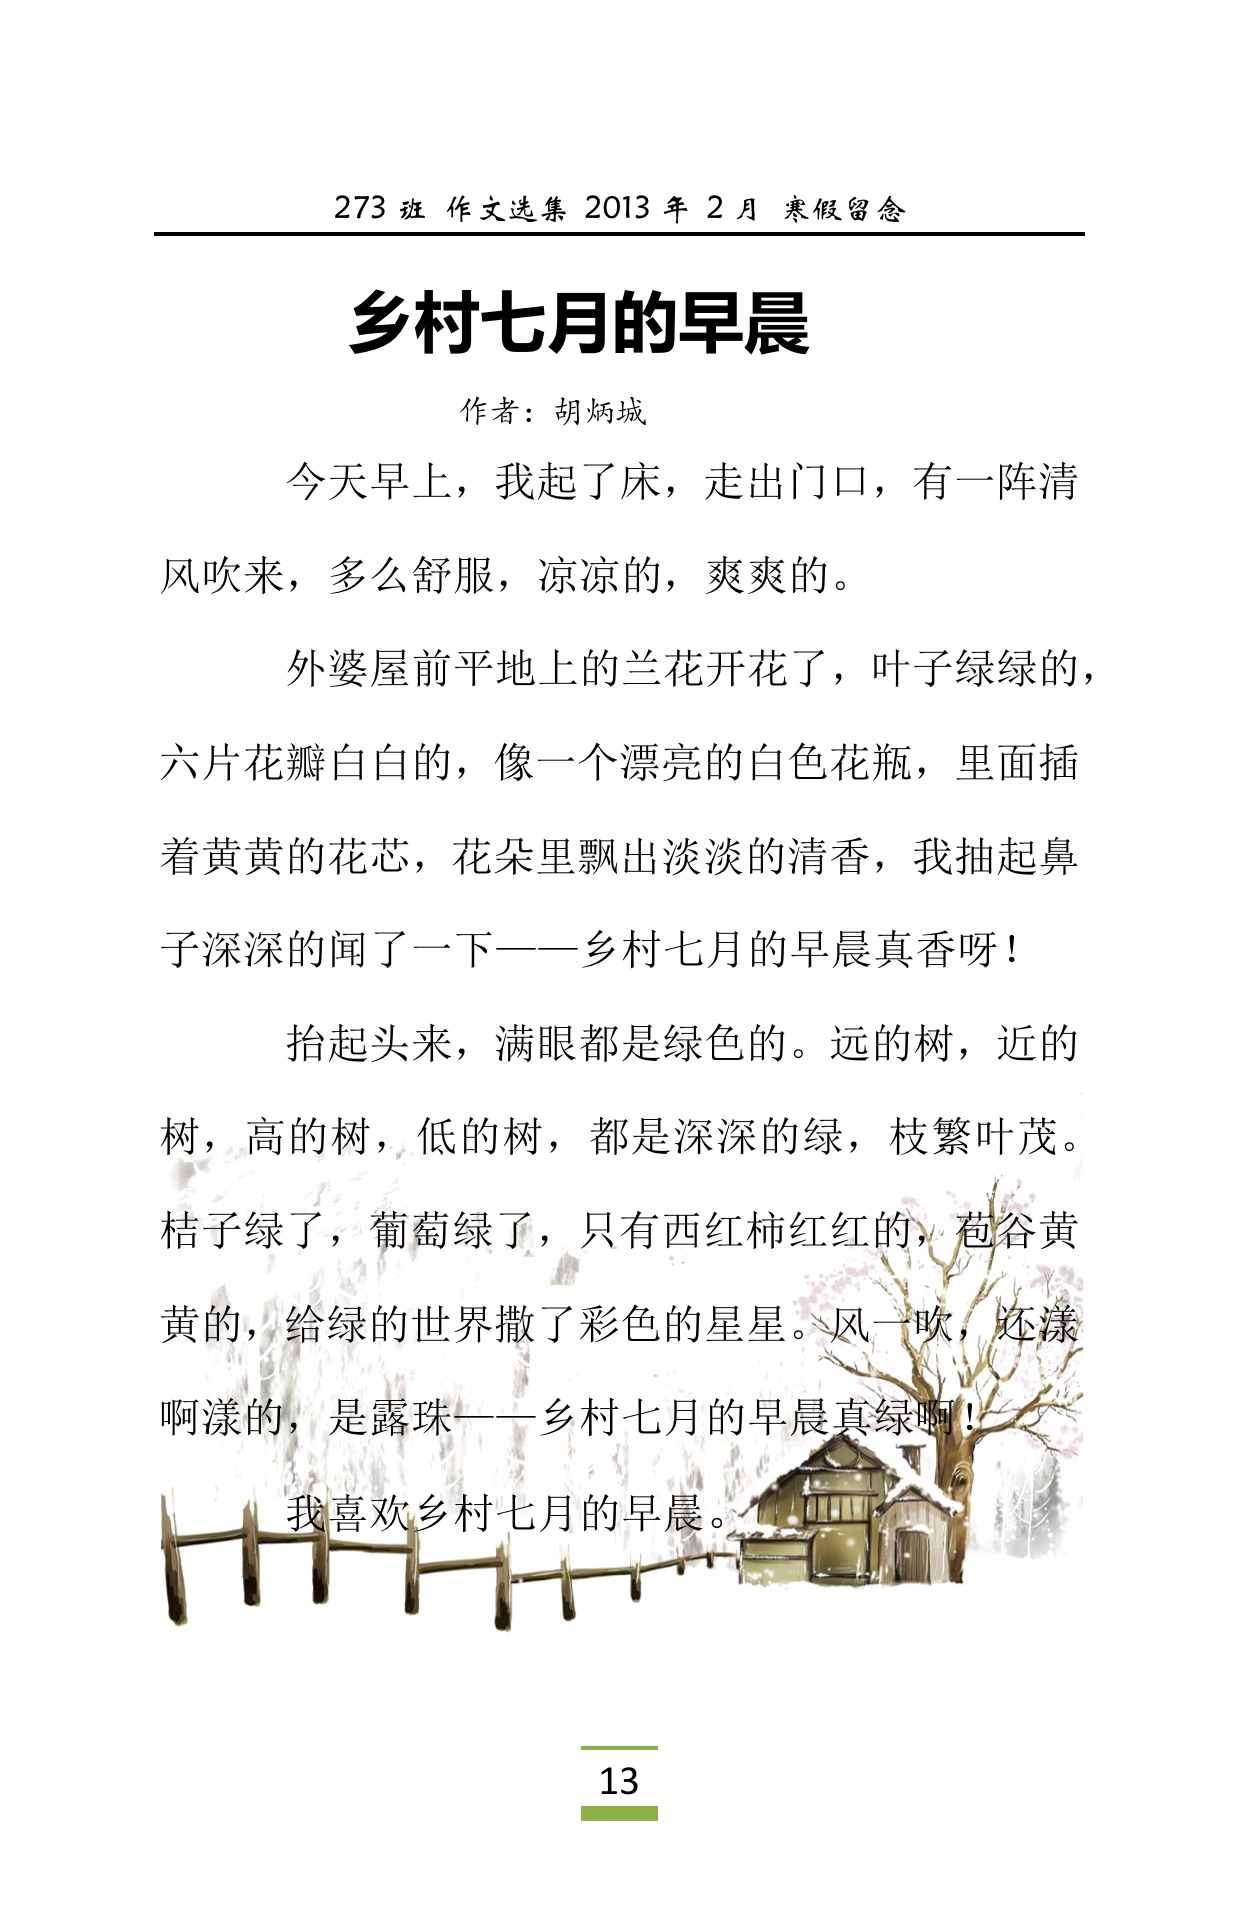 273 班 作文选集 2013 年 2 月 寒假留念
乡村七月的早晨
作者：胡炳城
今天早上，我起了床，走出门口，有一阵清
风吹来，多么舒服，凉凉的，爽爽的。
外婆屋前平地上的兰花开花了，叶子绿绿的，
六片花瓣白白的，像一个漂亮的白色花瓶，里面插
着黄黄的花芯，花朵里飘出淡淡的清香，我抽起鼻
子深深的闻了一下——乡村七月的早晨真香呀！
抬起头来，满眼都是绿色的。远的树，近的
树，高的树，低的树，都是深深的绿，枝繁叶茂。
桔子绿了，葡萄绿了，只有西红柿红红的，苞谷黄
黄的，给绿的世界撒了彩色的星星。风一吹，还漾
啊漾的，是露珠——乡村七月的早晨真绿啊！
我喜欢乡村七月的早晨。
13